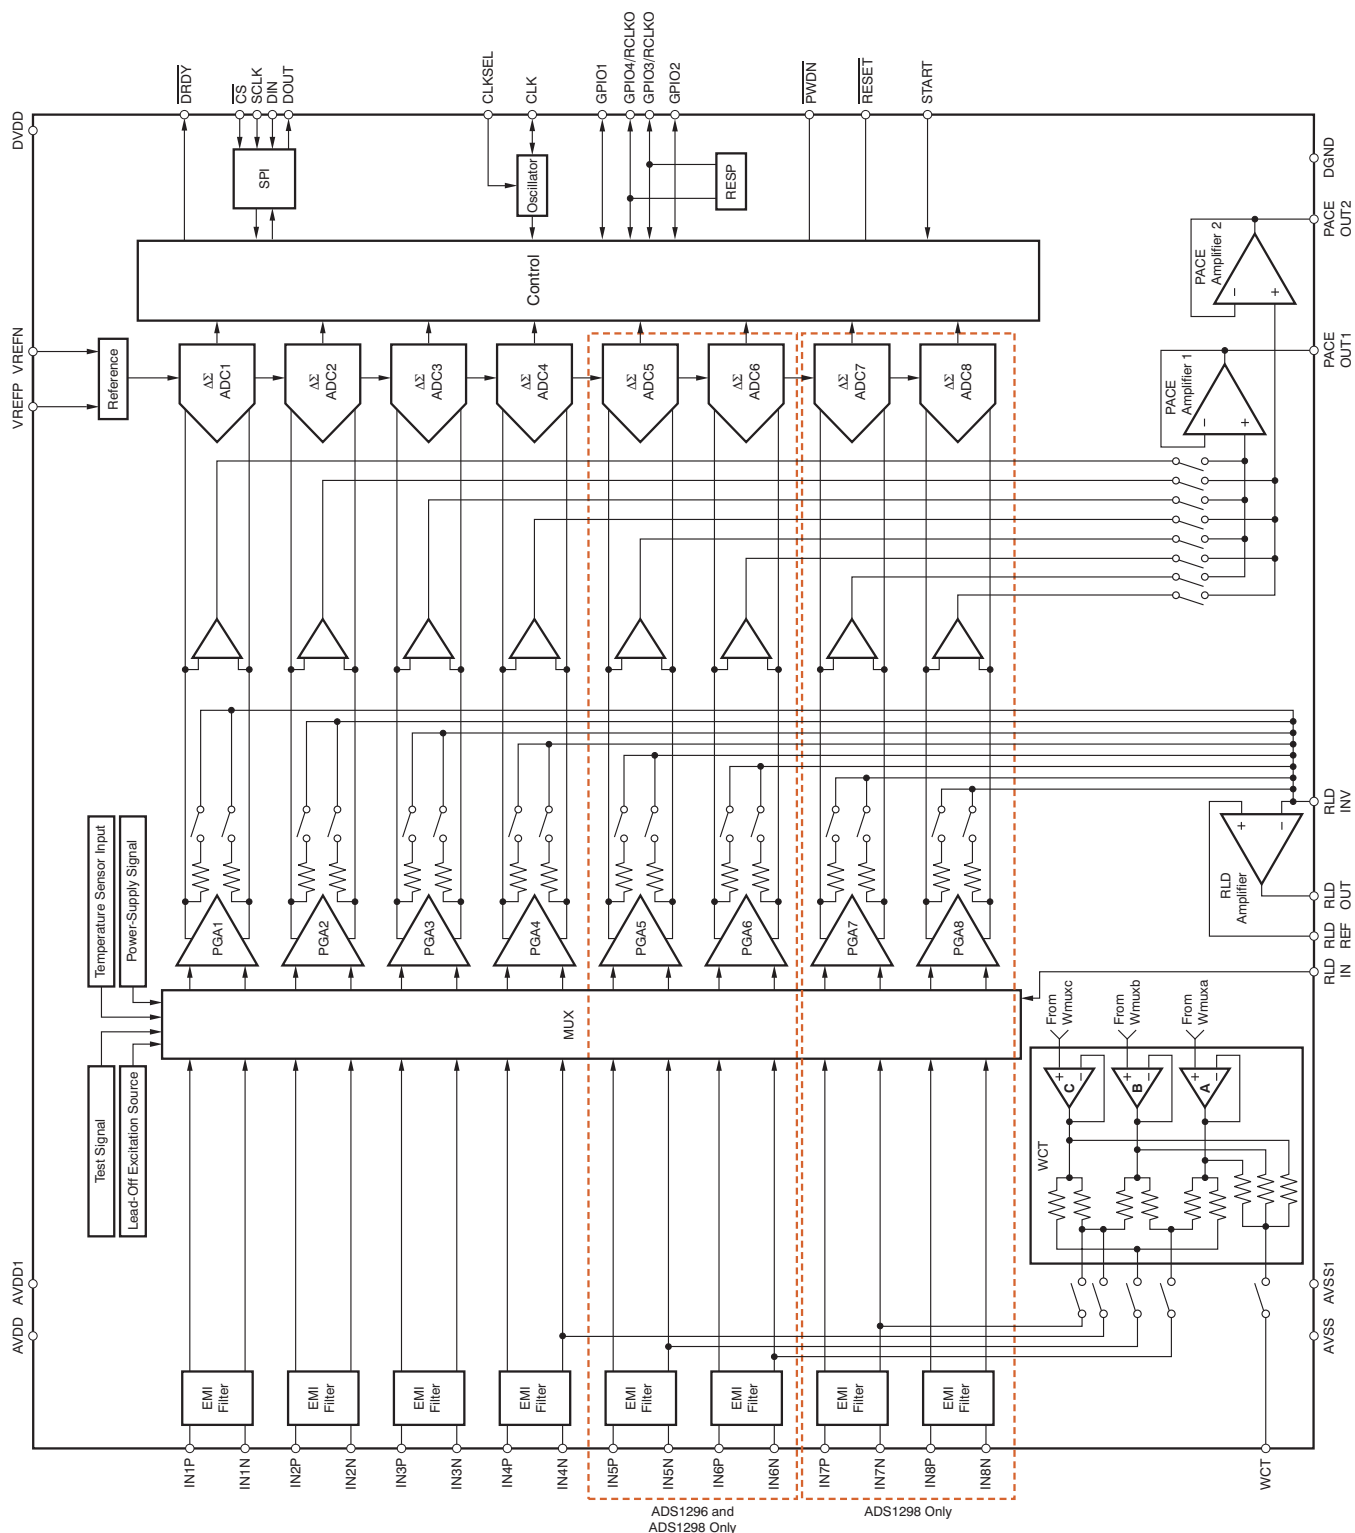 DVDD
DRDY
CS
SCLK
DIN
DOUT
CLKSEL
CLK
GPIO1
GPIO4/RCLKO
GPIO3/RCLKO
GPIO2
PWDN
RESET
START
SPI
Oscillator
RESP
Control
DGND
PACE
OUT2
PACE
Amplifier 2
−
+
VREFP
VREFN
Reference
ΔΣ
ADC1
ΔΣ
ADC2
ΔΣ
ADC3
ΔΣ
ADC4
ΔΣ
ADC5
ΔΣ
ADC6
ΔΣ
ADC7
ΔΣ
ADC8
PACE
Amplifier 1
−
+
PACE
OUT1
Temperature Sensor Input
Power-Supply Signal
PGA1
PGA2
PGA3
PGA4
PGA5
PGA6
PGA7
PGA8
RLD
Amplifier
+
−
RLD
INV
RLD
OUT
RLD
REF
RLD
IN
MUX
Test Signal
Lead-Off Excitation Source
From
Wmuxc
From
Wmuxb
From
Wmuxa
+
−
C
+
−
B
+
−
A
WCT
AVDD1
AVDD
AVSS1
AVSS
EMI
Filter
EMI
Filter
EMI
Filter
EMI
Filter
EMI
Filter
EMI
Filter
EMI
Filter
EMI
Filter
IN1P
IN1N
IN2P
IN2N
IN3P
IN3N
IN4P
IN4N
IN5P
IN5N
IN6P
IN6N
IN7P
IN7N
IN8P
IN8N
WCT
ADS1296 and
ADS1298 Only
ADS1298 Only